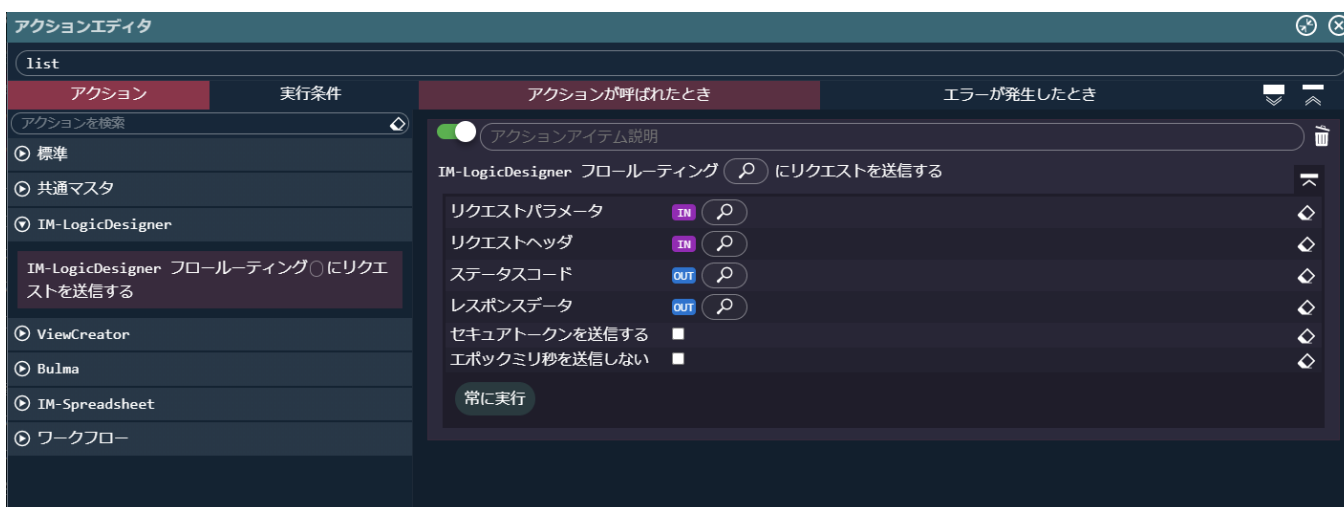 アクションエディタ
list
アクション
実行条件
アクションが呼ばれたとき
エラーが発生したとき
アクションを検索
標準
共通マスタ
IM-LogicDesigner
IM-LogicDesigner フロールーティング にリクエ
ストを送信する
ViewCreator
Bulma
IM-Spreadsheet
ワークフロー
アクションアイテム説明
IM-LogicDesigner フロールーティング にリクエストを送信する
リクエストパラメータ IN
リクエストヘッダ IN
ステータスコード OUT
レスポンスデータ OUT
セキュアトークンを送信する
エポックミリ秒を送信しない
常に実行